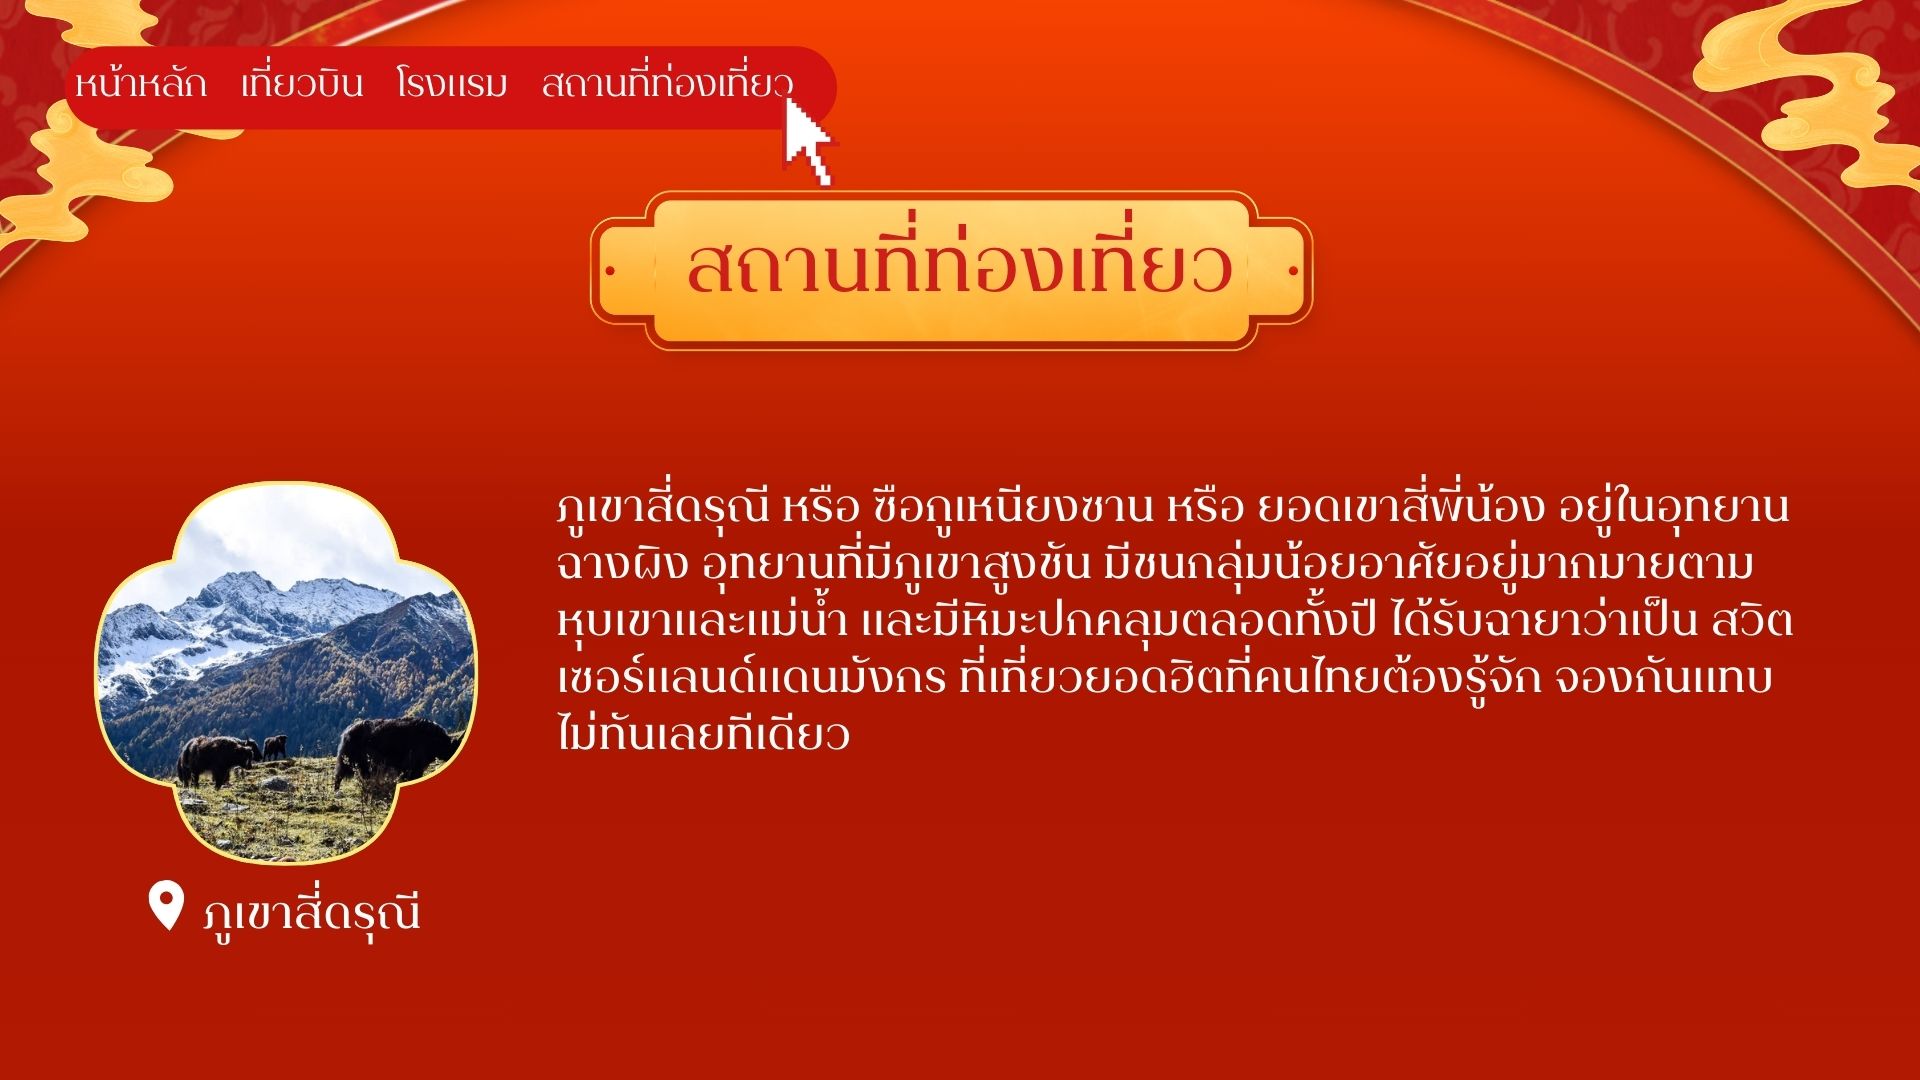 หน้าหลัก เที่ยวบิน โรงแรม สถานที่ท่องเที่ยว
สถานที่ท่องเที่ยว
ภูเขาสี่ดรุณี หรือ ซือกูเหนียงซาน หรือ ยอดเขาสี่พี่น้อง อยู่ในอุทยาน
ฉางผิง อุทยานที่มีภูเขาสูงชัน มีชนกลุ่มน้อยอาศัยอยู่มากมายตาม
หุบเขาและแม่น้ำ และมีหิมะปกคลุมตลอดทั้งปี ได้รับฉายาว่าเป็น สวิต
เซอร์แลนด์แดนมังกร ที่เที่ยวยอดฮิตที่คนไทยต้องรู้จัก จองกันแทบ
ไม่ทันเลยทีเดียว
ภูเขาสี่ดรุณี